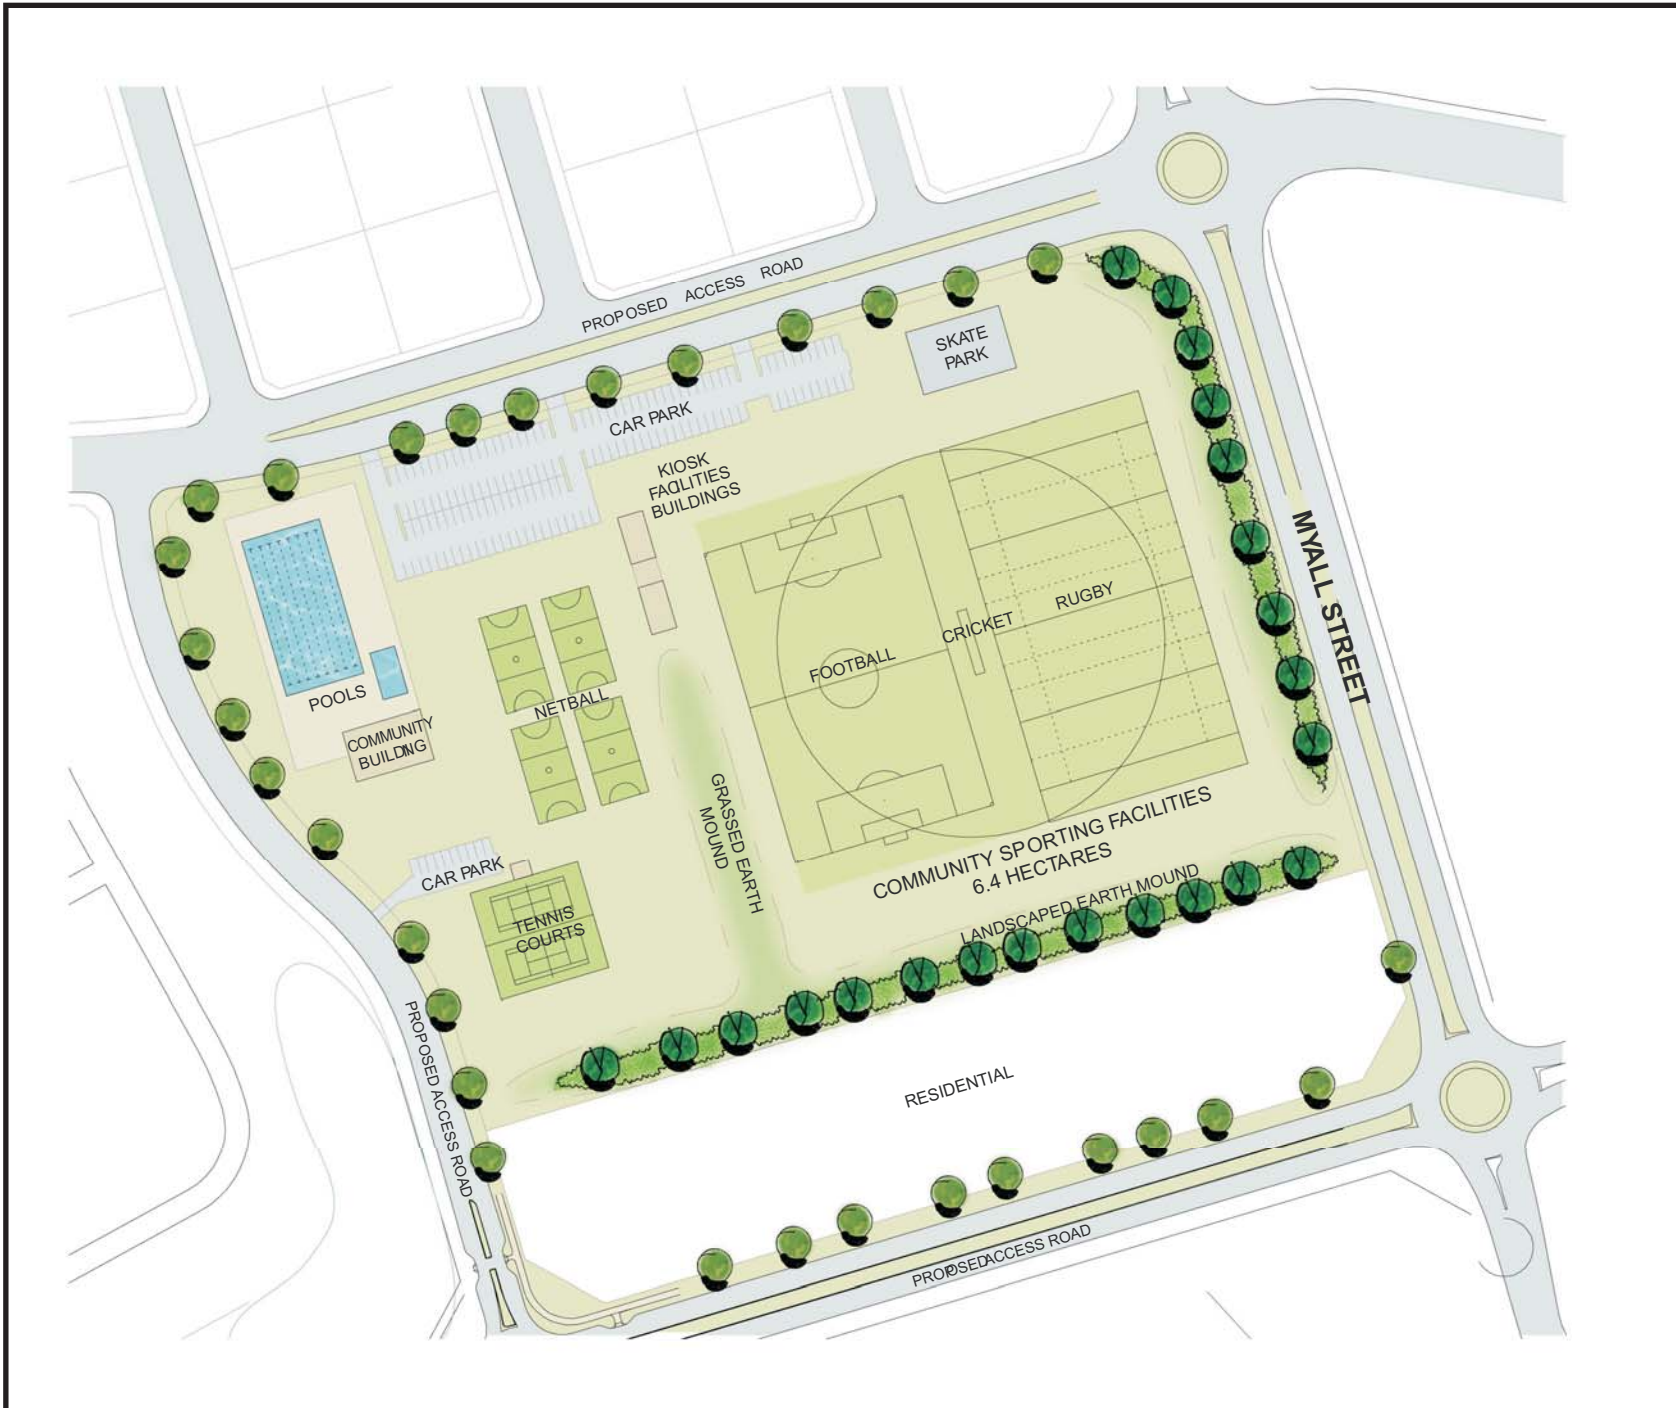 PROPOSED ACCESS ROAD
SKATE
PARK
CAR PARK
KIOSK
FACILITIES
BUILDINGS
MYALL STREET
RUGBY
CRICKET
FOOTBALL
POOLS
NETBALL
COMMUNITY
BUILDING
GRASSED EARTH
MOUND
COMMUNITY SPORTING FACILITIES
6.4 HECTARES
CAR PARK
LANDSCAPED EARTH MOUND
TENNIS
COURTS
PROPOSED ACCESS ROAD
RESIDENTIAL
PROPOSED ACCESS ROAD